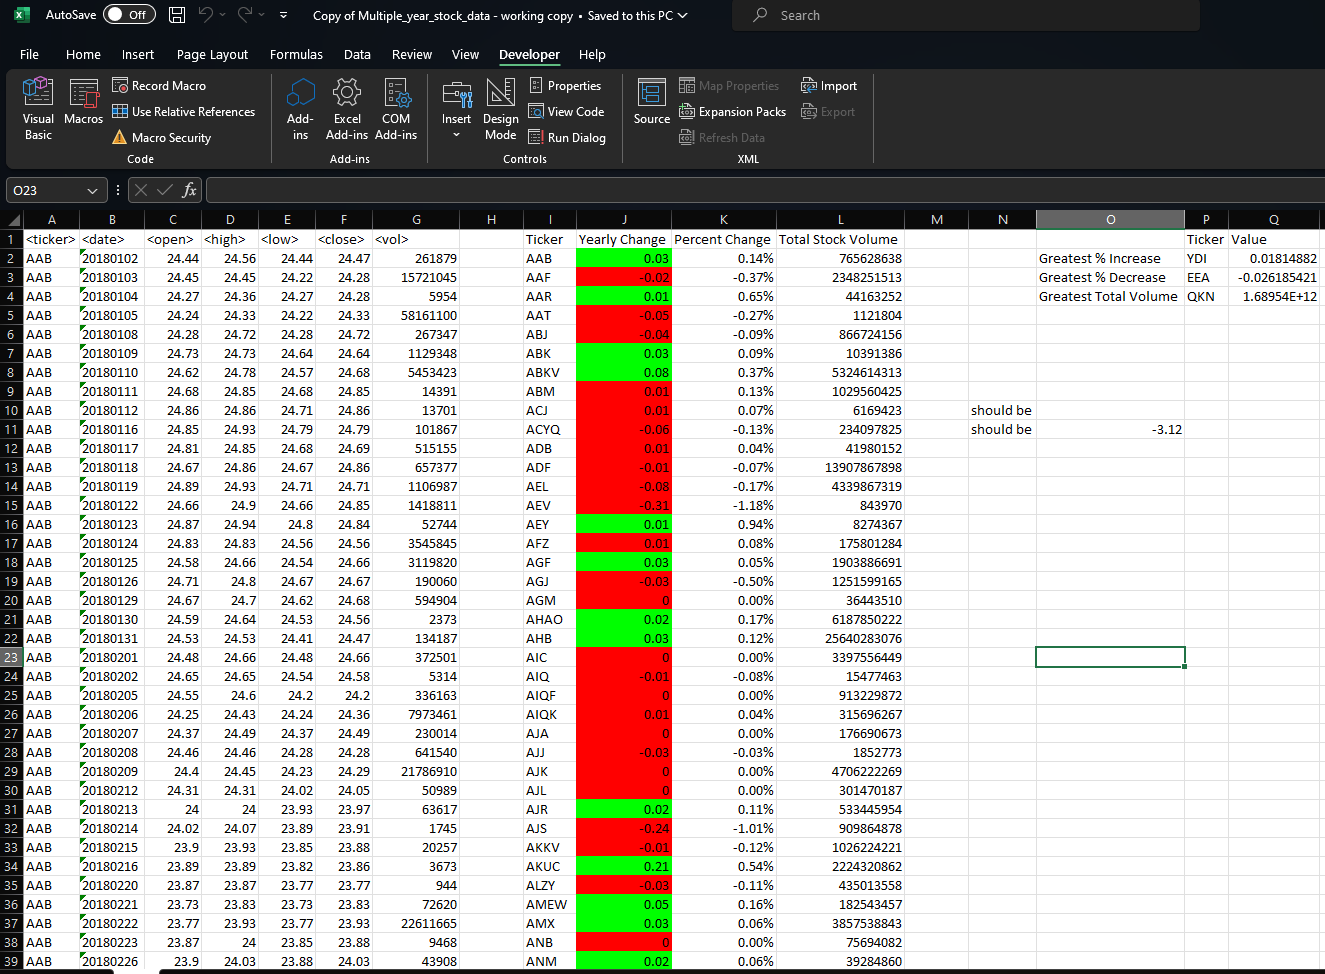 AutoSave Off Copy of Multiple_year_stock_data - working copy • Saved to this PC Search
File Home Insert Page Layout Formulas Data Review View Developer Help
Visual Basic
Macros
Record Macro
Use Relative References
Macro Security
Code
Add-ins
Excel Add-ins
COM Add-ins
Add-ins
Insert
Design Mode
Properties
View Code
Run Dialog
Controls
Source
Map Properties
Expansion Packs
Refresh Data
Import
Export
XML
O23 fx
A B C D E F G H I J K L M N O P Q
1 <ticker> <date> <open> <high> <low> <close> <vol> Ticker Yearly Change Percent Change Total Stock Volume Ticker Value
2 AAB 20180102 24.44 24.56 24.44 24.47 261879 AAB 0.03 0.14% 765628638 Greatest % Increase YDI 0.01814882
3 AAB 20180103 24.45 24.45 24.22 24.28 15721045 AAF -0.02 -0.37% 2348251513 Greatest % Decrease EEA -0.026185421
4 AAB 20180104 24.27 24.36 24.27 24.28 5954 AAR 0.01 0.65% 44163252 Greatest Total Volume QKN 1.68954E+12
5 AAB 20180105 24.24 24.33 24.22 24.33 58161100 AAT -0.05 -0.27% 1121804
6 AAB 20180108 24.28 24.72 24.28 24.72 267347 ABJ -0.04 -0.09% 866724156
7 AAB 20180109 24.73 24.73 24.64 24.64 1129348 ABK 0.03 0.09% 10391386
8 AAB 20180110 24.62 24.78 24.57 24.68 5453423 ABKV 0.08 0.37% 5324614313
9 AAB 20180111 24.68 24.85 24.68 24.85 14391 ABM 0.01 0.13% 1029560425
10 AAB 20180112 24.86 24.86 24.71 24.86 13701 ACJ 0.01 0.07% 6169423 should be
11 AAB 20180116 24.85 24.93 24.79 24.79 101867 ACYQ -0.06 -0.13% 234097825 should be -3.12
12 AAB 20180117 24.81 24.85 24.68 24.69 515155 ADB 0.01 0.04% 41980152
13 AAB 20180118 24.67 24.86 24.67 24.86 657377 ADF -0.01 -0.07% 13907867898
14 AAB 20180119 24.89 24.93 24.71 24.71 1106987 AEL -0.08 -0.17% 4339867319
15 AAB 20180122 24.66 24.9 24.66 24.85 1418811 AEV -0.31 -1.18% 843970
16 AAB 20180123 24.87 24.94 24.8 24.84 52744 AEY 0.01 0.94% 8274367
17 AAB 20180124 24.83 24.83 24.56 24.56 3545845 AFZ 0.01 0.08% 175801284
18 AAB 20180125 24.58 24.66 24.54 24.66 3119820 AGF 0.03 0.05% 1903886691
19 AAB 20180126 24.71 24.8 24.67 24.67 190060 AGJ -0.03 -0.50% 1251599165
20 AAB 20180129 24.67 24.7 24.62 24.68 594904 AGM 0 0.00% 36443510
21 AAB 20180130 24.59 24.64 24.53 24.56 2373 AHAO 0.02 0.17% 6187850222
22 AAB 20180131 24.53 24.53 24.41 24.47 134187 AHB 0.03 0.12% 25640283076
23 AAB 20180201 24.48 24.66 24.48 24.66 372501 AIC 0 0.00% 3397556449
24 AAB 20180202 24.65 24.65 24.54 24.58 5314 AIQ -0.01 -0.08% 15477463
25 AAB 20180205 24.55 24.6 24.2 24.2 336163 AIQF 0 0.00% 913229872
26 AAB 20180206 24.25 24.43 24.24 24.36 7973461 AIQK 0.01 0.04% 315696267
27 AAB 20180207 24.37 24.49 24.37 24.49 230014 AJA 0 0.00% 176690673
28 AAB 20180208 24.46 24.46 24.28 24.28 641540 AJJ -0.03 -0.03% 1852773
29 AAB 20180209 24.4 24.45 24.23 24.29 21786910 AJK 0 0.00% 4706222269
30 AAB 20180212 24.31 24.31 24.02 24.05 50989 AJL 0 0.00% 301470187
31 AAB 20180213 24 24 23.93 23.97 63617 AJR 0.02 0.11% 533445954
32 AAB 20180214 24.02 24.07 23.89 23.91 1745 AJS -0.24 -1.01% 909864878
33 AAB 20180215 23.9 23.93 23.85 23.88 20257 AKKV -0.01 -0.12% 1026224221
34 AAB 20180216 23.89 23.89 23.82 23.86 3673 AKUC 0.21 0.54% 2224320862
35 AAB 20180220 23.87 23.87 23.77 23.77 944 ALZY -0.03 -0.11% 435013558
36 AAB 20180221 23.73 23.83 23.73 23.83 72620 AMEW 0.05 0.16% 182543457
37 AAB 20180222 23.77 23.93 23.77 23.93 22611665 AMX 0.03 0.06% 3857538843
38 AAB 20180223 23.87 24 23.85 23.88 9468 ANB 0 0.00% 75694082
39 AAB 20180226 23.9 24.03 23.88 24.03 43908 ANM 0.02 0.06% 39284860